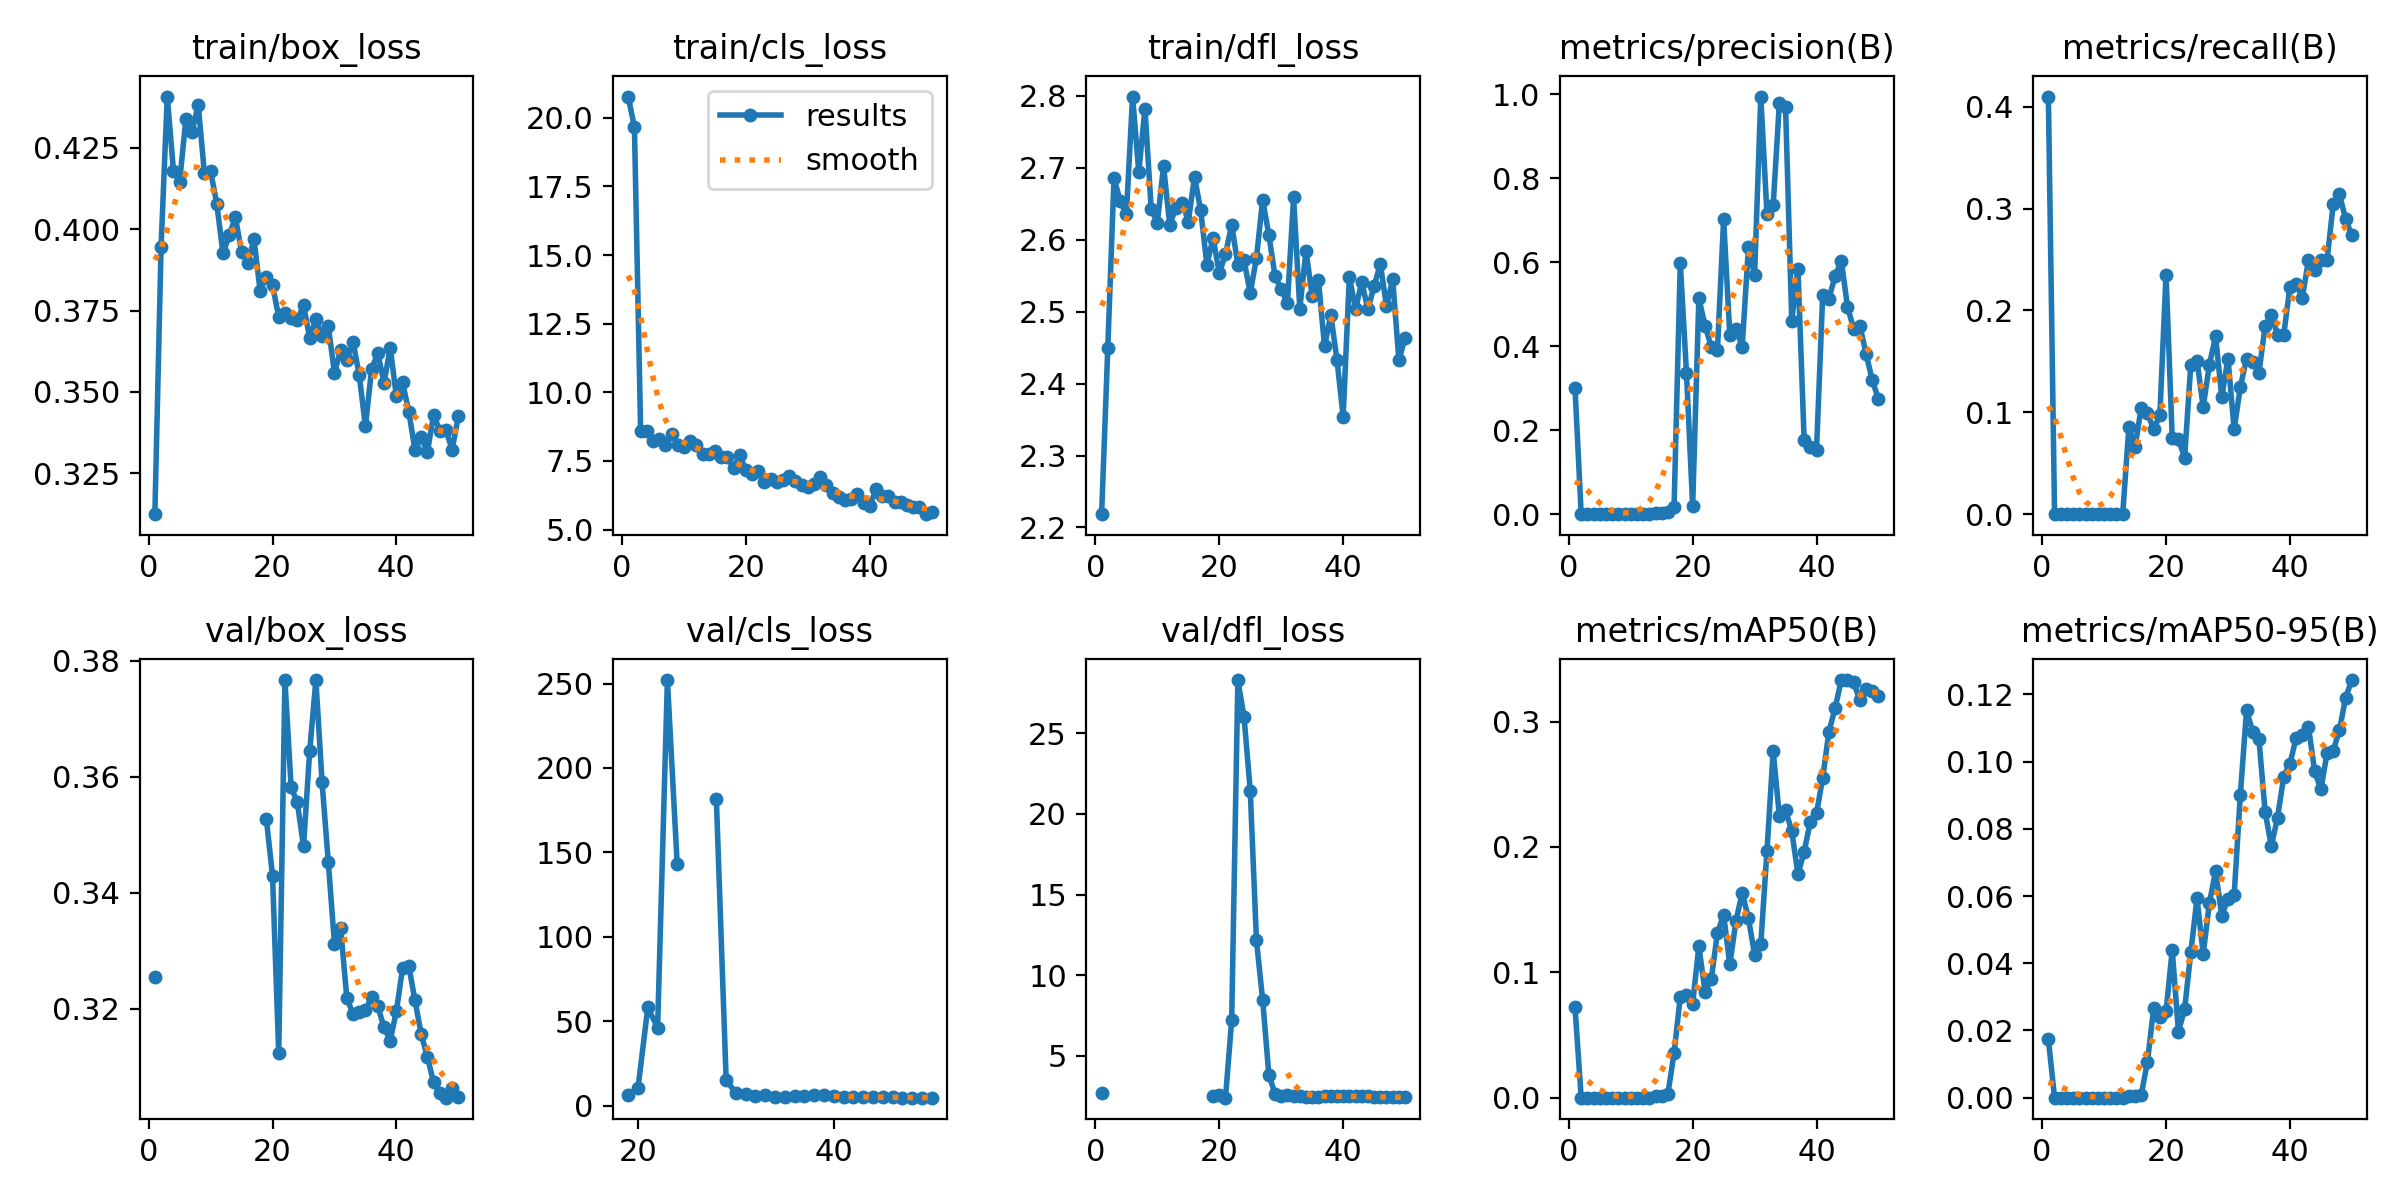 train/box_loss
0.425
0.400
0.375
0.350
0.325
0 20 40
train/cls_loss
results
smooth
20.0
17.5
15.0
12.5
10.0
7.5
5.0
0 20 40
train/dfl_loss
2.8
2.7
2.6
2.5
2.4
2.3
2.2
0 20 40
metrics/precision(B)
1.0
0.8
0.6
0.4
0.2
0.0
0 20 40
metrics/recall(B)
0.4
0.3
0.2
0.1
0.0
0 20 40
val/box_loss
0.38
0.36
0.34
0.32
0 20 40
val/cls_loss
250
200
150
100
50
0
20 40
val/dfl_loss
25
20
15
10
5
0 20 40
metrics/mAP50(B)
0.3
0.2
0.1
0.0
0 20 40
metrics/mAP50-95(B)
0.12
0.10
0.08
0.06
0.04
0.02
0.00
0 20 40